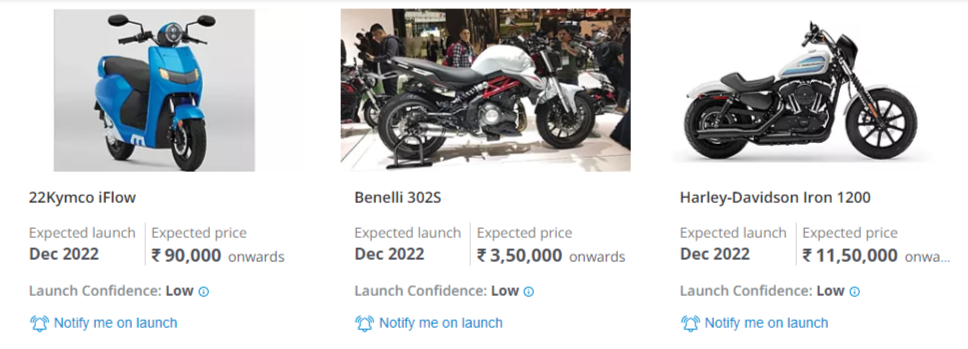 22Kymco iFlow
Expected launch
Dec 2022
Expected price
₹ 90,000 onwards
Launch Confidence: Low
Notify me on launch
Benelli 302S
Expected launch
Dec 2022
Expected price
₹ 3,50,000 onwards
Launch Confidence: Low
Notify me on launch
Harley-Davidson Iron 1200
Expected launch
Dec 2022
Expected price
₹ 11,50,000 onwa...
Launch Confidence: Low
Notify me on launch